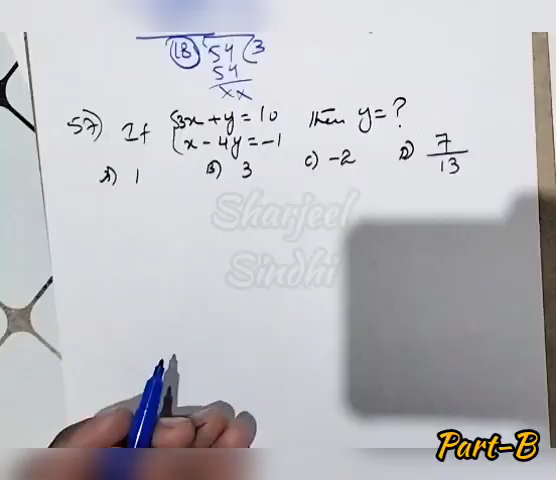 18) 54 (3
54
xx
57) If {3x + y = 10 then y = ?
{x - 4y = -1
A) 1 B) 3 C) -2 D) 7/13
Sharjeel
Sindhi
Part-B